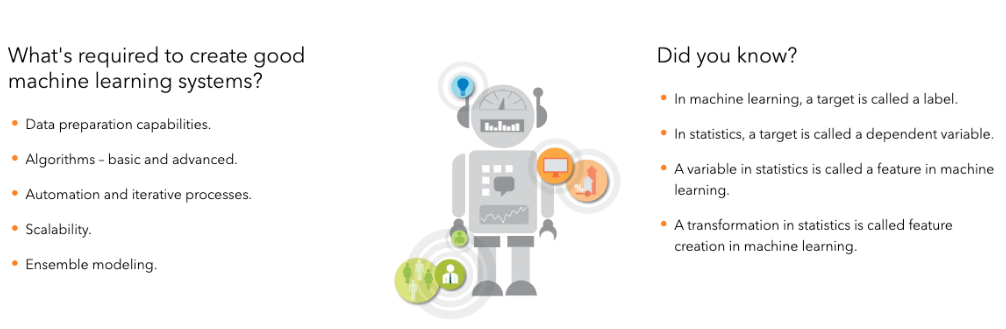 What's required to create good
machine learning systems?
Data preparation capabilities.
Algorithms – basic and advanced.
Automation and iterative processes.
Scalability.
Ensemble modeling.
%
Did you know?
In machine learning, a target is called a label.
In statistics, a target is called a dependent variable.
A variable in statistics is called a feature in machine
learning.
A transformation in statistics is called feature
creation in machine learning.